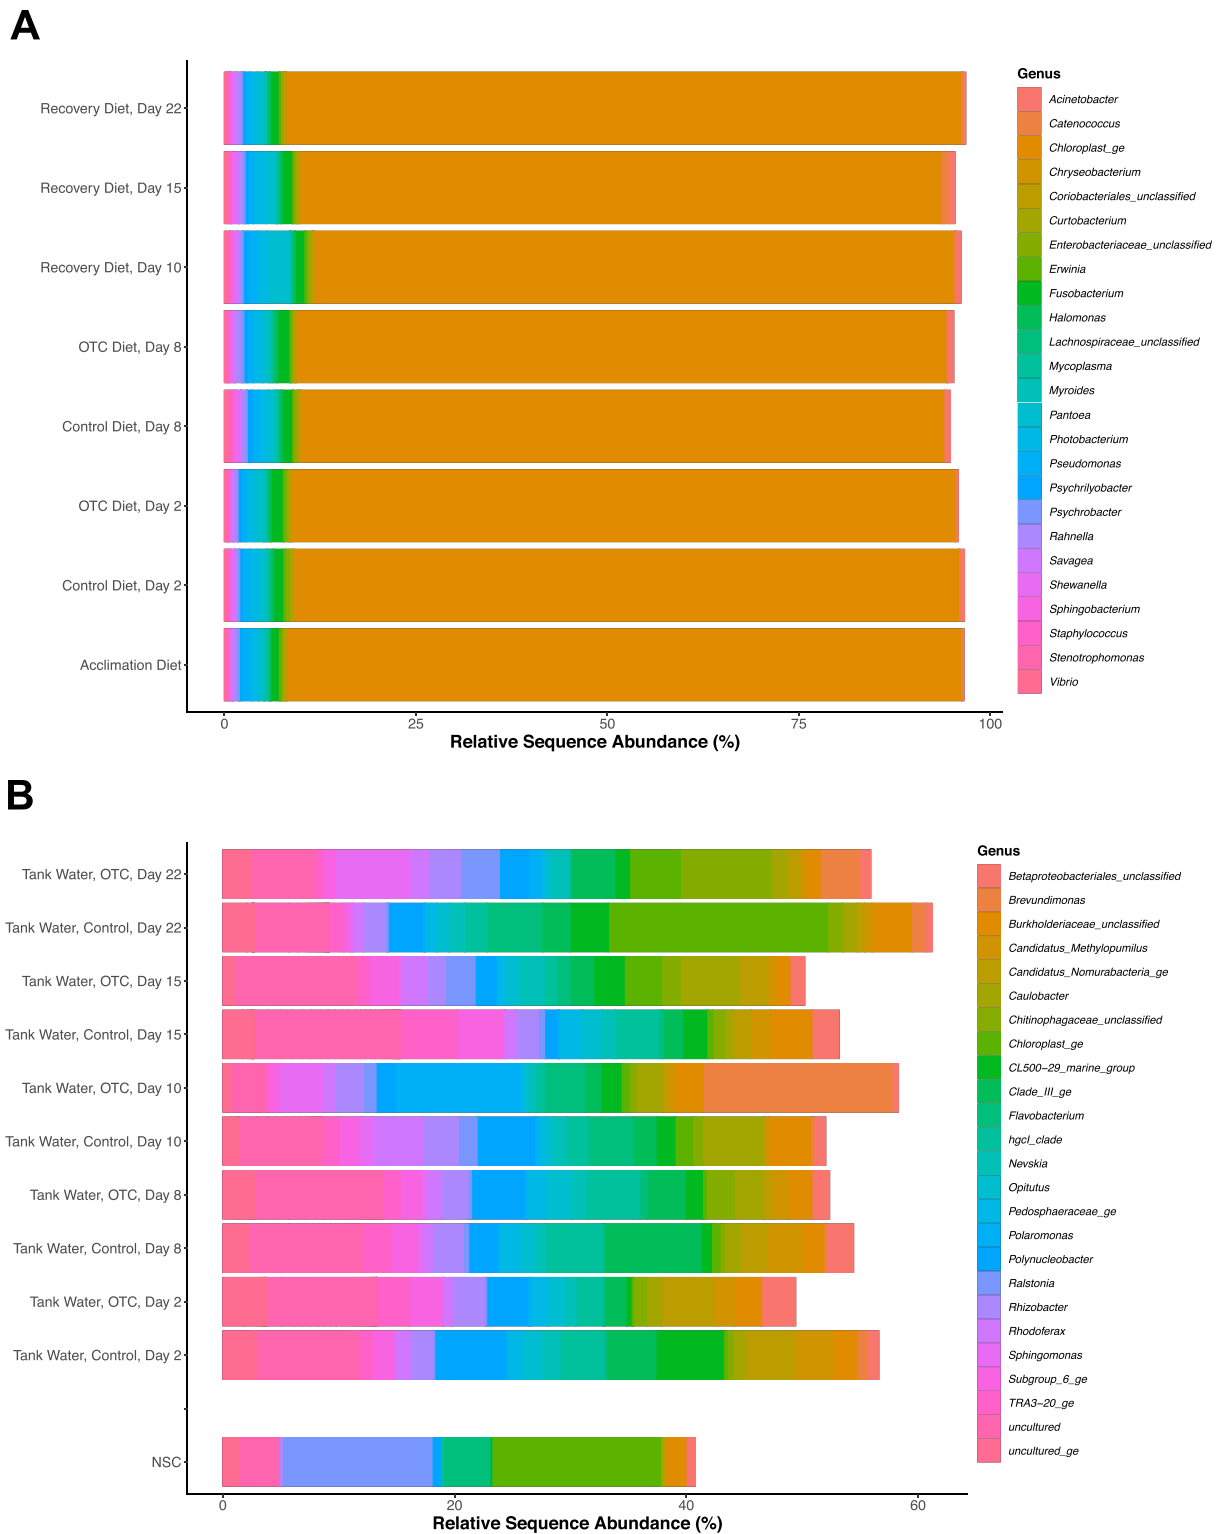 A
Recovery Diet, Day 22
Recovery Diet, Day 15
Recovery Diet, Day 10
OTC Diet, Day 8
Control Diet, Day 8
OTC Diet, Day 2
Control Diet, Day 2
Acclimation Diet
0 25 50 75 100
Relative Sequence Abundance (%)
Genus
Acinetobacter
Catenococcus
Chloroplast_ge
Chryseobacterium
Coriobacteriales_unclassified
Curtobacterium
Enterobacteriaceae_unclassified
Erwinia
Fusobacterium
Halomonas
Lachnospiraceae_unclassified
Mycoplasma
Myroides
Pantoea
Photobacterium
Pseudomonas
Psychrilyobacter
Psychrobacter
Rahnella
Savagea
Shewanella
Sphingobacterium
Staphylococcus
Stenotrophomonas
Vibrio
B
Tank Water, OTC, Day 22
Tank Water, Control, Day 22
Tank Water, OTC, Day 15
Tank Water, Control, Day 15
Tank Water, OTC, Day 10
Tank Water, Control, Day 10
Tank Water, OTC, Day 8
Tank Water, Control, Day 8
Tank Water, OTC, Day 2
Tank Water, Control, Day 2
NSC
0 20 40 60
Relative Sequence Abundance (%)
Genus
Betaproteobacteriales_unclassified
Brevundimonas
Burkholderiaceae_unclassified
Candidatus_Methylopumilus
Candidatus_Nomurabacteria_ge
Caulobacter
Chitinophagaceae_unclassified
Chloroplast_ge
CL500−29_marine_group
Clade_III_ge
Flavobacterium
hgcI_clade
Nevskia
Opitutus
Pedosphaeraceae_ge
Polaromonas
Polynucleobacter
Ralstonia
Rhizobacter
Rhodoferax
Sphingomonas
Subgroup_6_ge
TRA3−20_ge
uncultured
uncultured_ge